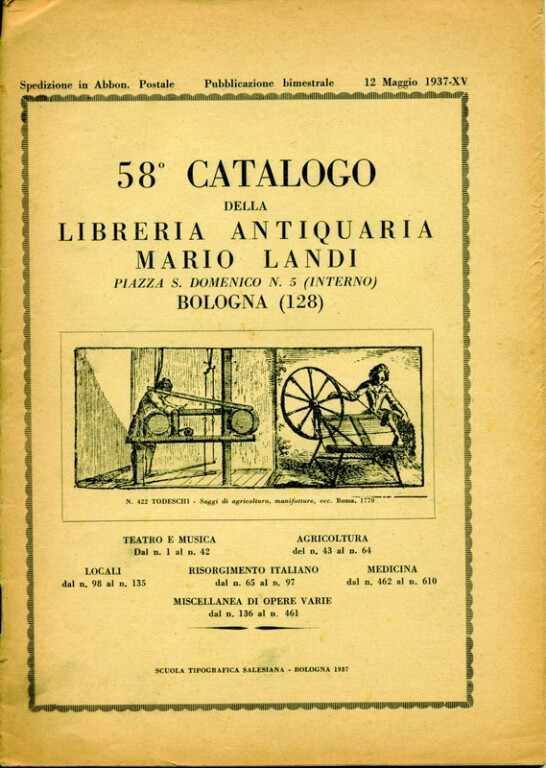 Spedizione in Abbon. Postale Pubblicazione bimestrale 12 Maggio 1937-XV
58° CATALOGO
DELLA
LIBRERIA ANTIQUARIA
MARIO LANDI
PIAZZA S. DOMENICO N. 5 (INTERNO)
BOLOGNA (128)
N. 422 TODESCHI - Saggi di agricoltura, manifatture, ecc. Roma, 1770
TEATRO E MUSICA AGRICOLTURA
Dal n. 1 al n. 42 del n. 43 al n. 64
LOCALI RISORGIMENTO ITALIANO MEDICINA
dal n. 98 al n. 135 dal n. 65 al n. 97 dal n. 462 al n. 610
MISCELLANEA DI OPERE VARIE
dal n. 136 al n. 461
SCUOLA TIPOGRAFICA SALESIANA - BOLOGNA 1937